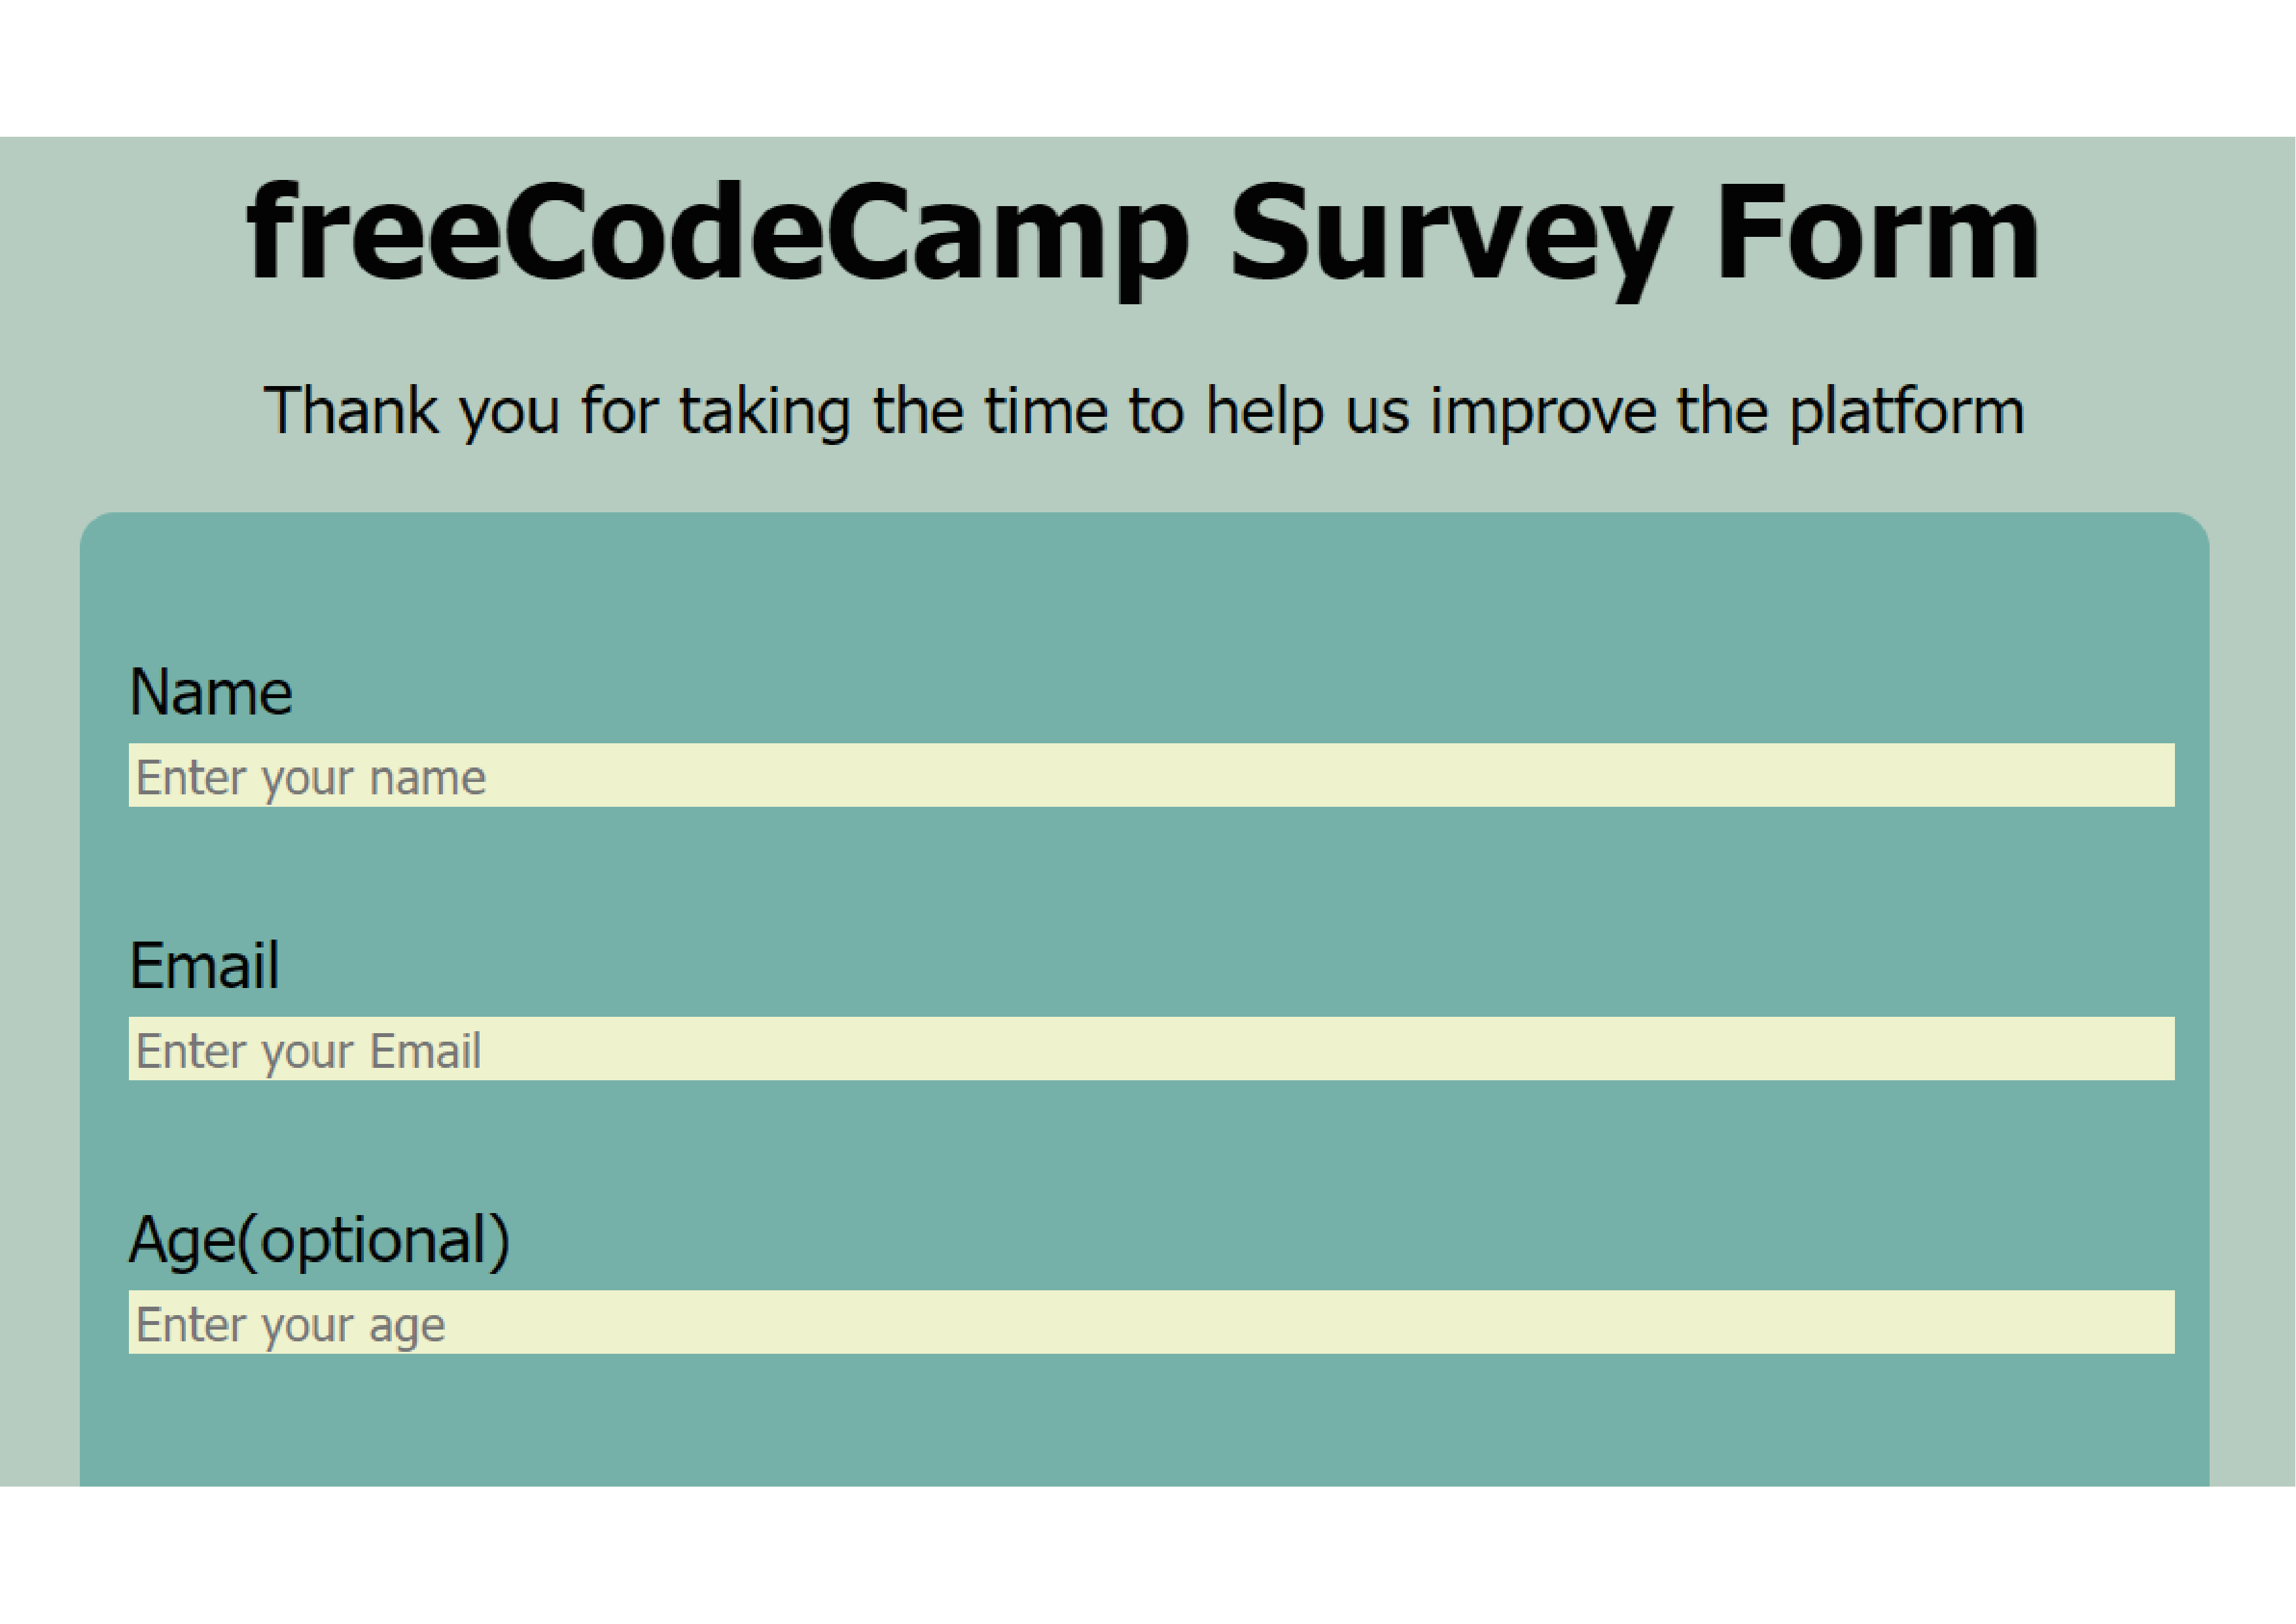 freeCodeCamp Survey Form
Thank you for taking the time to help us improve the platform
Name
Enter your name
Email
Enter your Email
Age(optional)
Enter your age